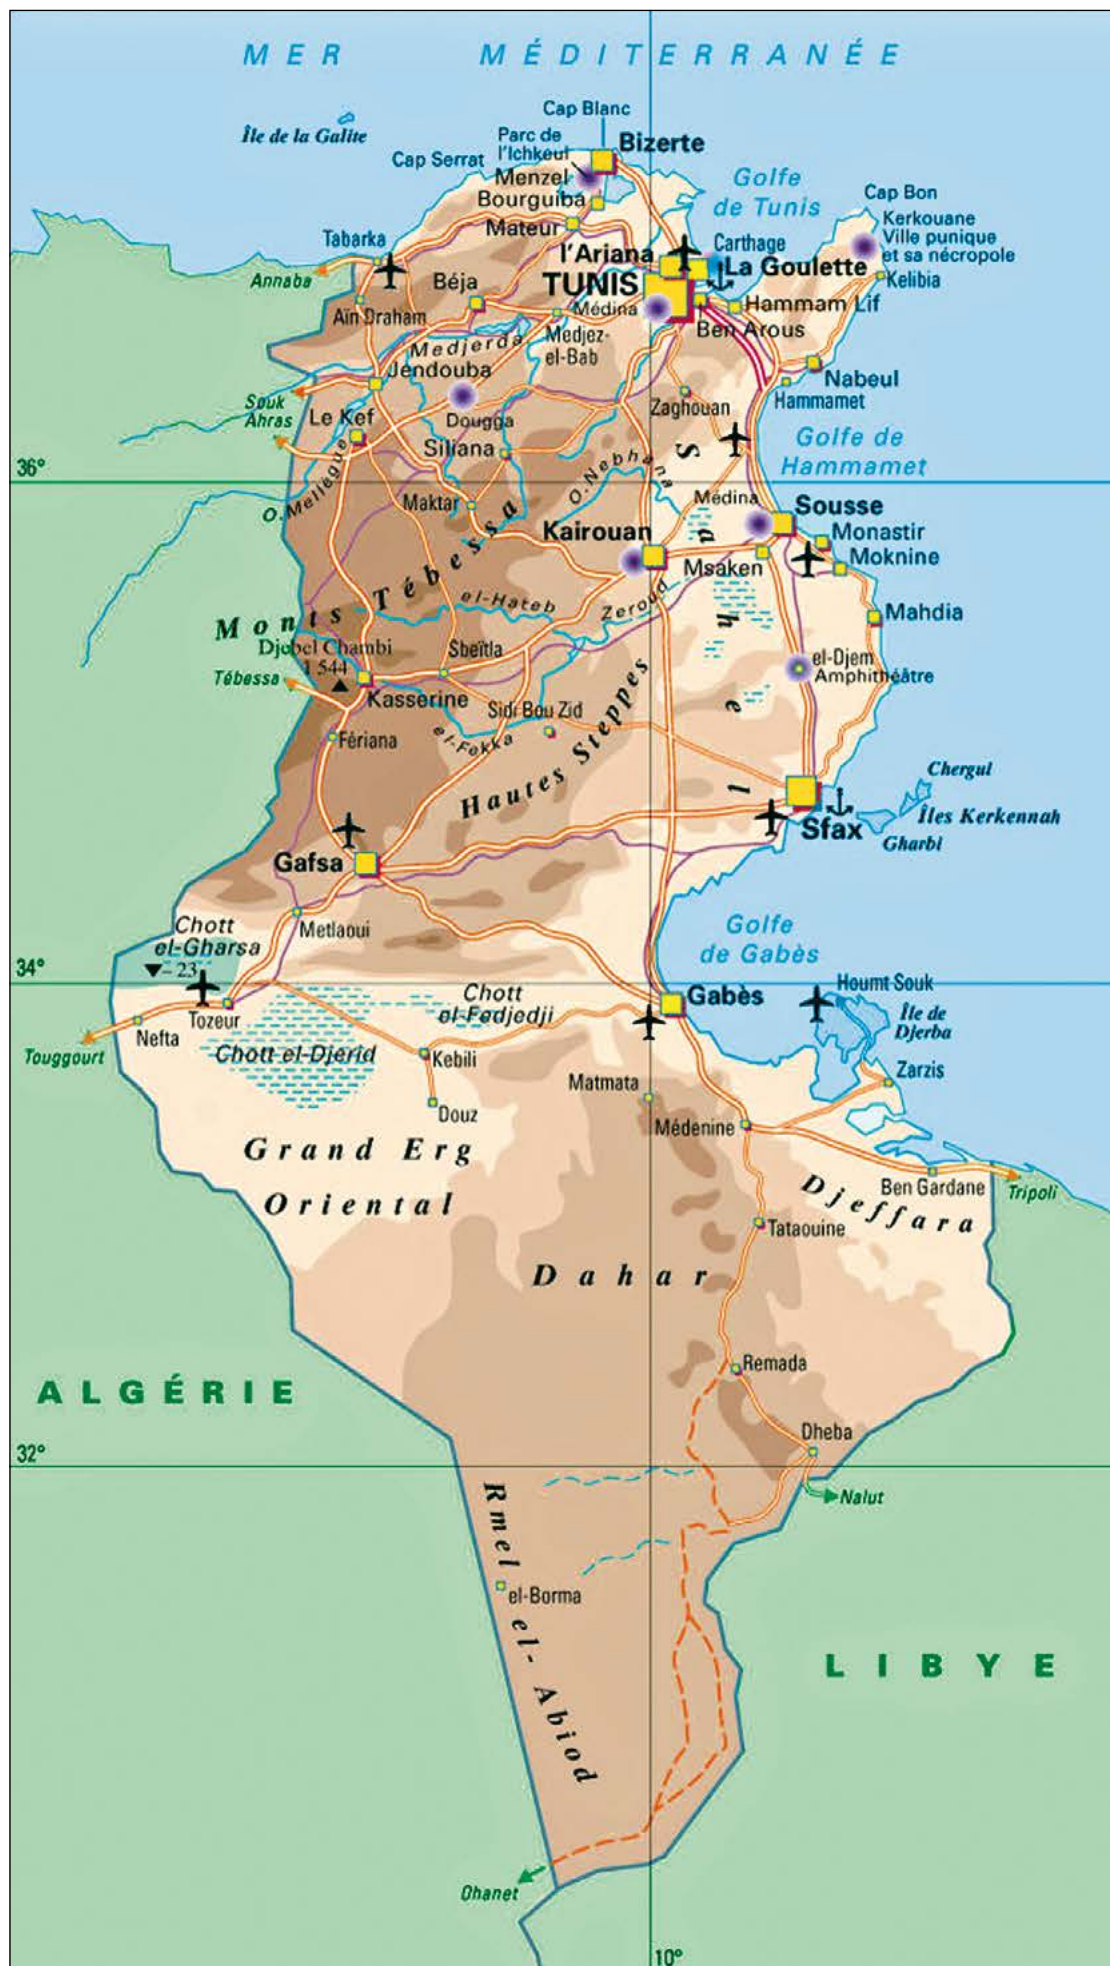 MER MÉDITERRANÉE
Cap Blanc
Île de la Galite
Parc de
l'Ichkeul
Bizerte
Cap Serrat
Menzel
Bourguiba
Golfe
de Tunis
Cap Bon
Kerkouane
Ville punique
et sa nécropole
Mateur
Tabarka
l'Ariana
Carthage
La Goulette
Kelibia
Annaba
Béja
TUNIS
Médina
Hammam Lif
Aïn Draham
Medjerda
Medjez-
el-Bab
Ben Arous
Jendouba
Nabeul
Souk
Ahras
Le Kef
Dougga
Zaghouan
Hammamet
Siliana
Golfe de
Hammamet
36°
O.Mellègue
O.Nebhana
Maktar
Médina
Sousse
Kairouan
Monastir
Msaken
Moknine
Monts Tébessa
el-Hateb
Zeroud
Sahel
Mahdia
Djebel Chambi
1 544
Sbeïtla
el-Djem
Amphithéâtre
Tébessa
Kasserine
Sidi Bou Zid
Fériana
el-Fekka
Hautes Steppes
Chergui
Îles Kerkennah
Sfax
Gharbi
Gafsa
Chott
el-Gharsa
Metlaoui
Golfe
de Gabès
34°
– 23
Chott
el-Fedjedji
Gabès
Houmt Souk
Île de
Djerba
Tozeur
Nefta
Touggourt
Chott el-Djerid
Kebili
Zarzis
Matmata
Douz
Médenine
Grand Erg
Oriental
Ben Gardane
Tripoli
Djeffara
Tataouine
Dahar
Remada
ALGÉRIE
Dheba
32°
Nalut
Rmel el-Abiod
el-Borma
LIBYE
Ohanet
10°